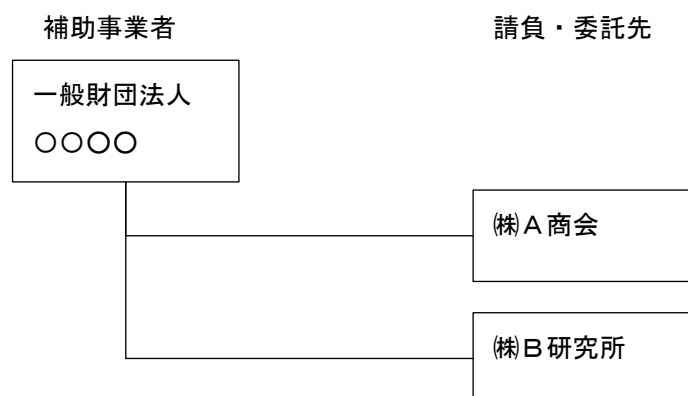 補助事業者
請負・委託先
一般財団法人
○○○○
㈱Ａ商会
㈱Ｂ研究所